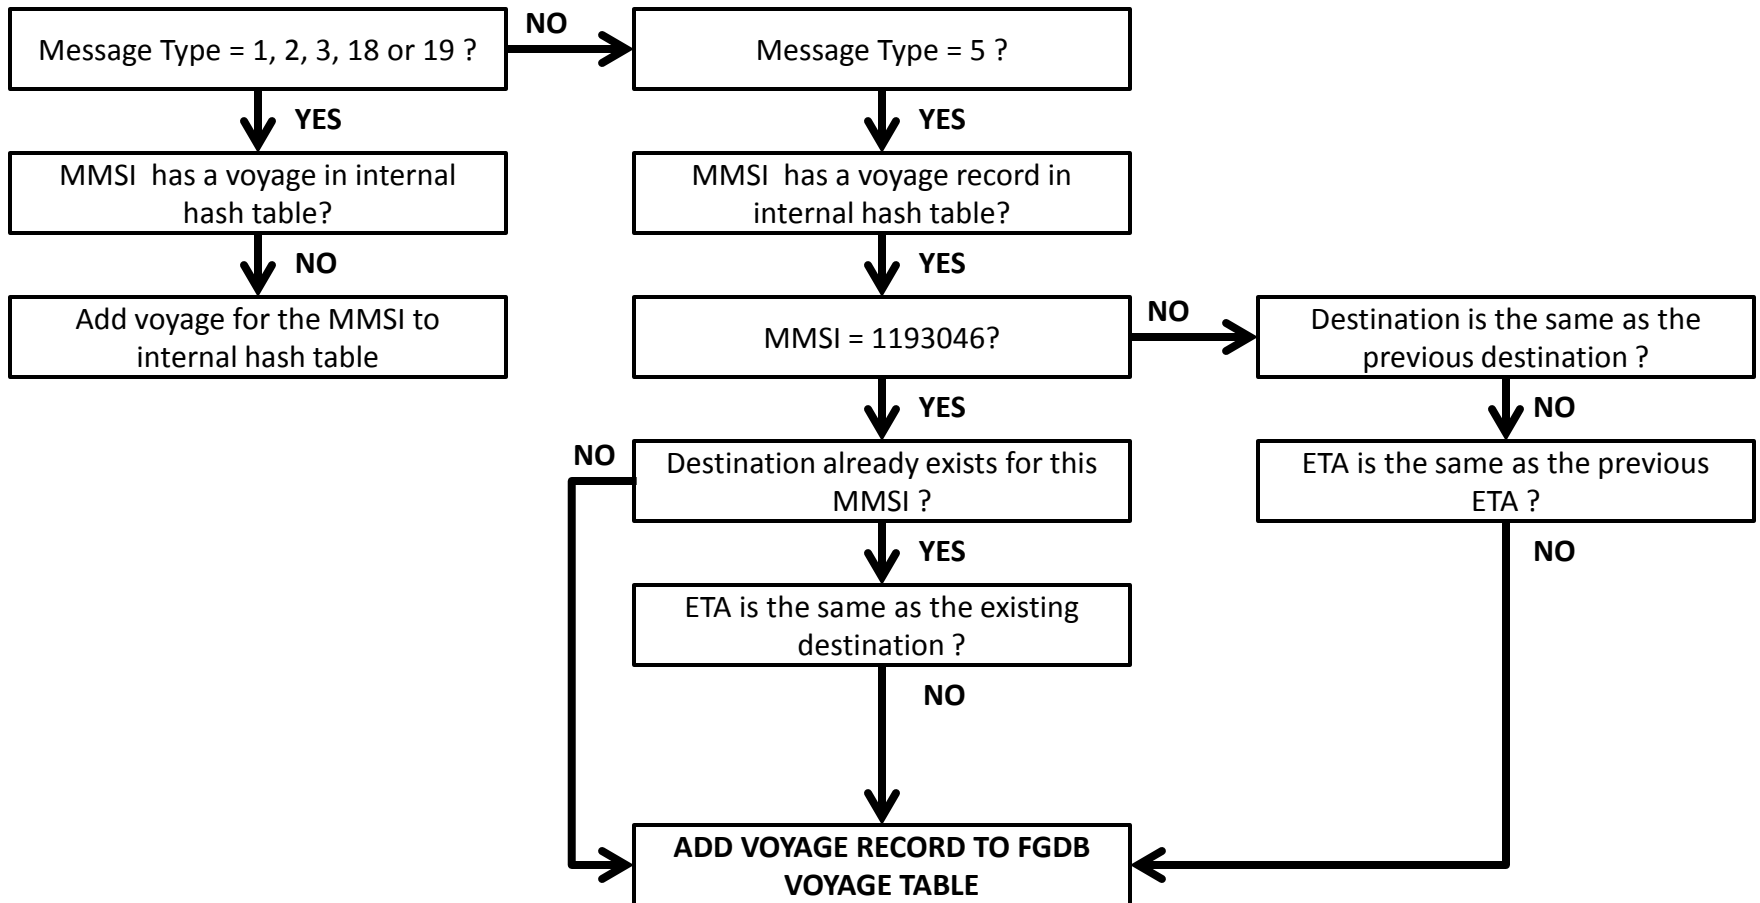 Message Type = 1, 2, 3, 18 or 19 ?
NO
Message Type = 5 ?
YES
YES
MMSI  has a voyage in internal
hash table?
MMSI  has a voyage record in
internal hash table?
NO
YES
Add voyage for the MMSI to
internal hash table
MMSI = 1193046?
NO
Destination is the same as the
previous destination ?
YES
NO
NO
Destination already exists for this
MMSI ?
ETA is the same as the previous
ETA ?
YES
NO
ETA is the same as the existing
destination ?
NO
ADD VOYAGE RECORD TO FGDB
VOYAGE TABLE